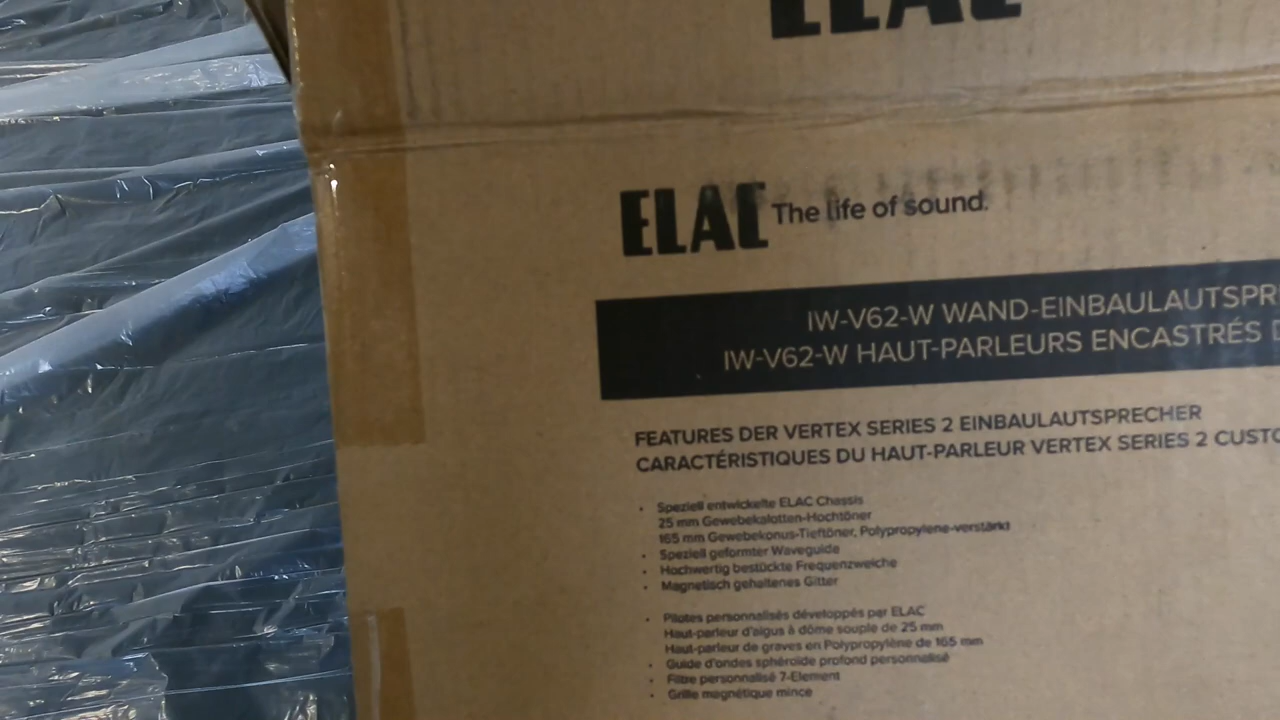 ELAC
ELAC The life of sound.
IW-V62-W WAND-EINBAULAUTSPR
IW-V62-W HAUT-PARLEURS ENCASTRÉS
FEATURES DER VERTEX SERIES 2 EINBAULAUTSPRECHER
CARACTÉRISTIQUES DU HAUT-PARLEUR VERTEX SERIES 2 CUSTO
• Speziell entwickelte ELAC Chassis
25 mm Gewebekalotten-Hochtöner
165 mm Gewebekonus-Tieftöner, Polypropylene-verstärkt
• Speziell geformter Waveguide
• Hochwertig bestückte Frequenzweiche
• Magnetisch gehaltenes Gitter
• Pilotes personnalisés développés par ELAC
Haut-parleur d'aigus à dôme souple de 25 mm
Haut-parleur de graves en Polypropylène de 165 mm
• Guide d'ondes sphéroïde profond personnalisé
• Filtre personnalisé 7-Element
• Grille magnétique mince